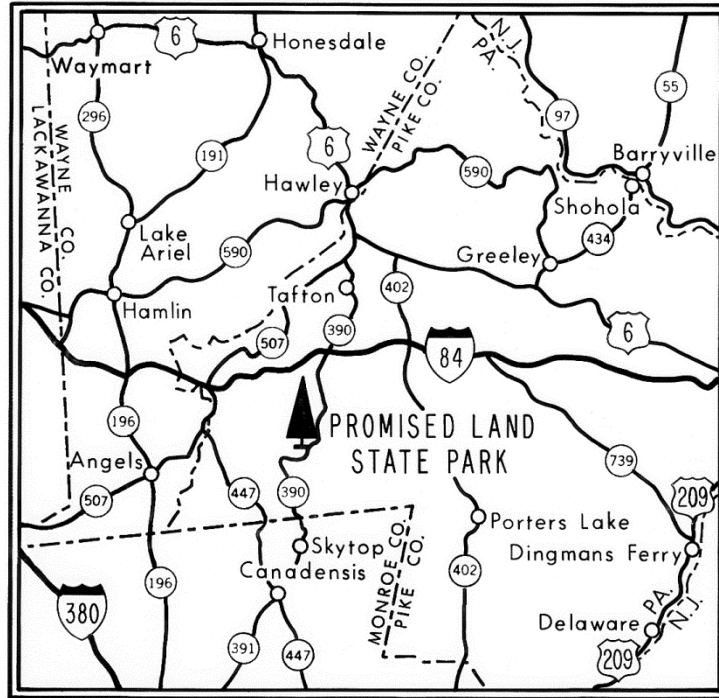 6
Honesdale
Waymart
N.J.
PA.
55
296
97
WAYNE CO.
PIKE CO.
191
6
WAYNE CO.
LACKAWANNA CO.
Barryville
590
Hawley
Shohola
Lake
Ariel
434
590
Greeley
Tafton
402
Hamlin
390
507
6
84
PROMISED LAND
STATE PARK
196
739
Angels
209
507
447
390
Porters Lake
Skytop
Dingmans Ferry
Canadensis
402
196
MONROE CO.
PIKE CO.
380
Delaware
PA.
N.J.
391
447
209